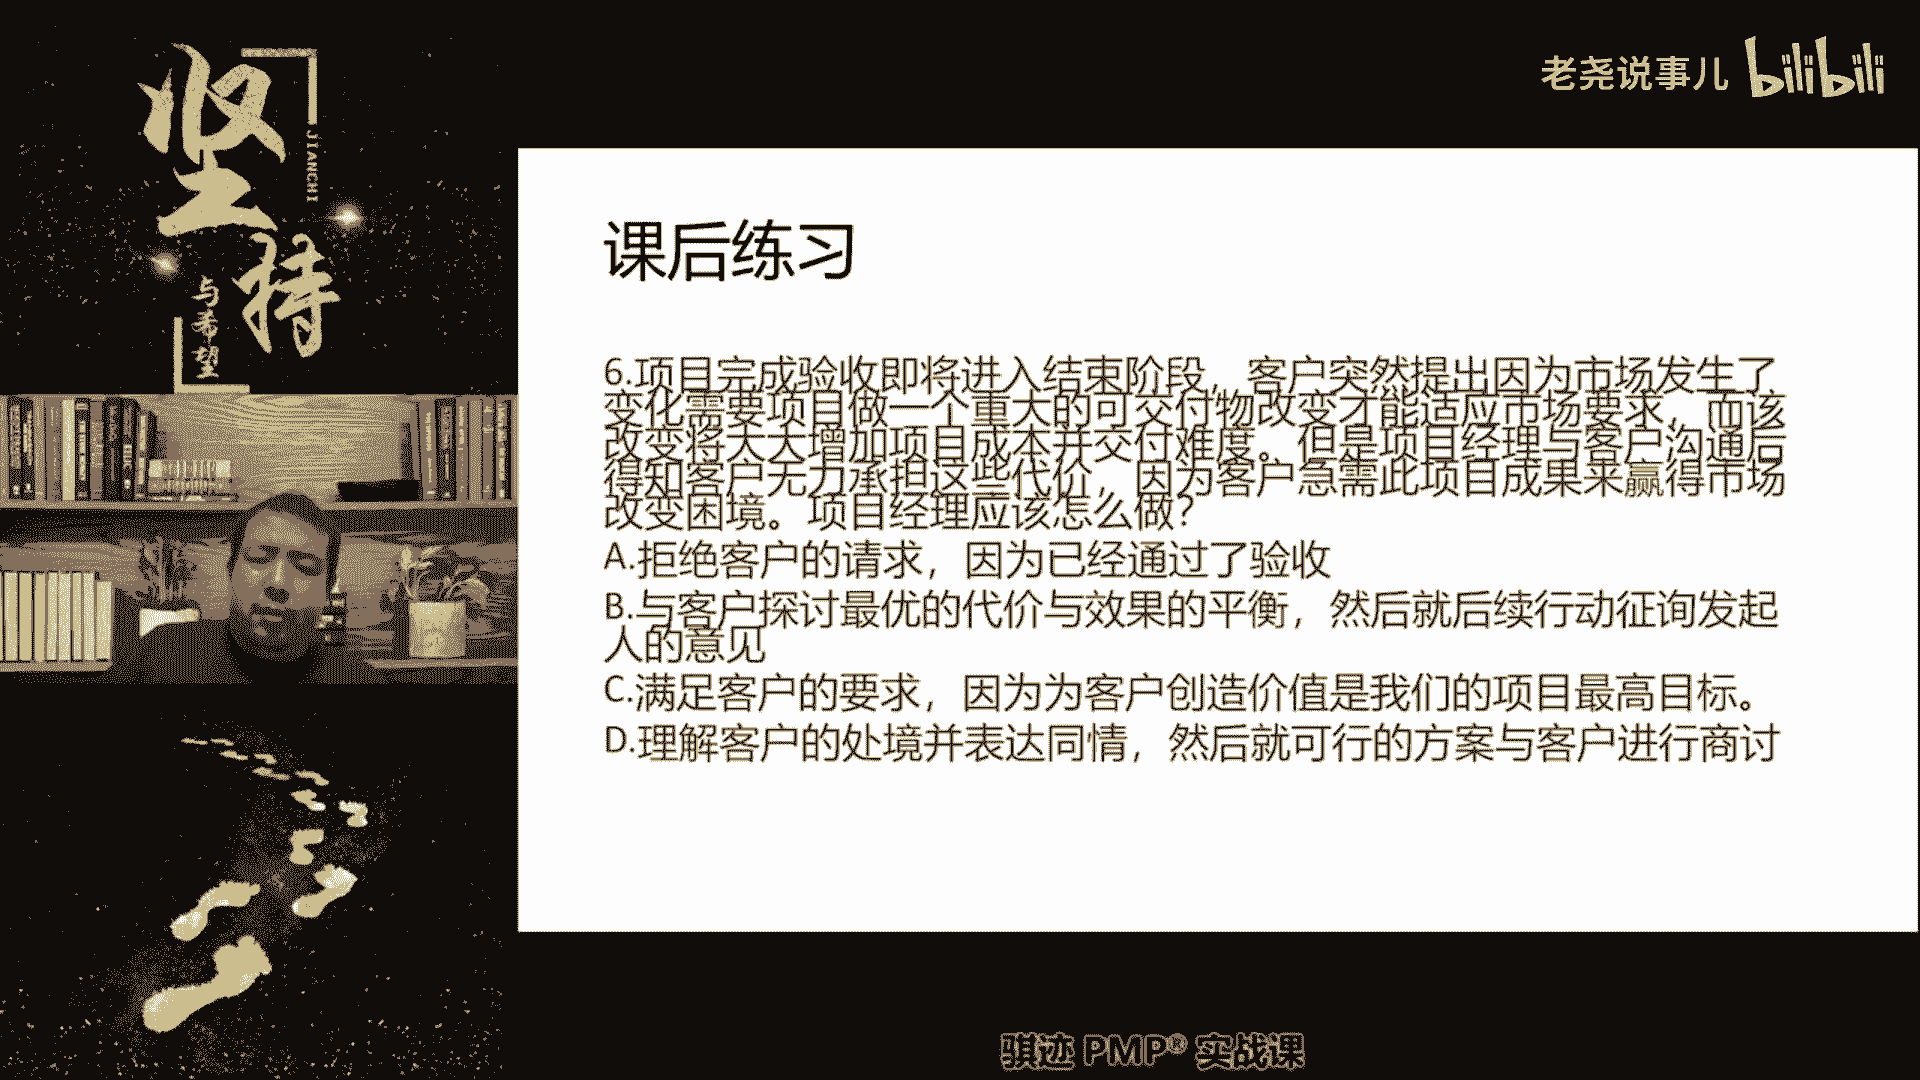 坚持
JIANCHI
与希望
老尧说事儿 bilibili
课后练习
6.项目完成验收即将进入结束阶段，客户突然提出因为市场发生了
变化需要项目做一个重大的可交付物改变才能适应市场要求，而该
改变将大大增加项目成本并交付难度。但是项目经理与客户沟通后
得知客户无力承担这些代价，因为客户急需此项目成果来赢得市场
改变困境。项目经理应该怎么做？
A.拒绝客户的请求，因为已经通过了验收
B.与客户探讨最优的代价与效果的平衡，然后就后续行动征询发起
人的意见
C.满足客户的要求，因为为客户创造价值是我们的项目最高目标。
D.理解客户的处境并表达同情，然后就可行的方案与客户进行商讨
骐迹 PMP® 实战课